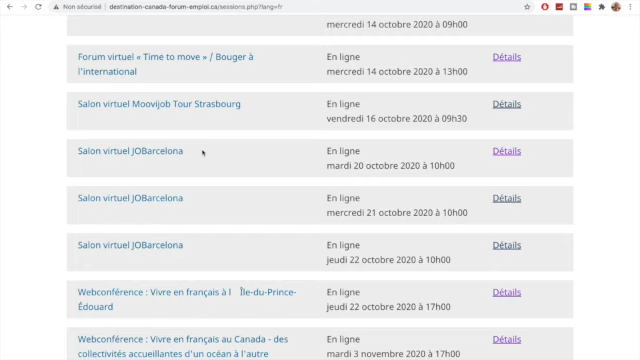 Non sécurisé | destination-canada-forum-emploi.ca/sessions.php?lang=fr
mercredi 14 octobre 2020 à 09h00
Forum virtuel « Time to move » / Bouger à
l'international
En ligne
mercredi 14 octobre 2020 à 13h00
Détails
Salon virtuel Moovijob Tour Strasbourg
En ligne
vendredi 16 octobre 2020 à 09h30
Détails
Salon virtuel JOBarcelona
En ligne
mardi 20 octobre 2020 à 10h00
Détails
Salon virtuel JOBarcelona
En ligne
mercredi 21 octobre 2020 à 10h00
Détails
Salon virtuel JOBarcelona
En ligne
jeudi 22 octobre 2020 à 10h00
Détails
Webconférence : Vivre en français à l Île-du-Prince-
Édouard
En ligne
jeudi 22 octobre 2020 à 17h00
Détails
Webconférence : Vivre en français au Canada - des
collectivités accueillantes d'un océan à l'autre
En ligne
mardi 3 novembre 2020 à 17h00
Détails